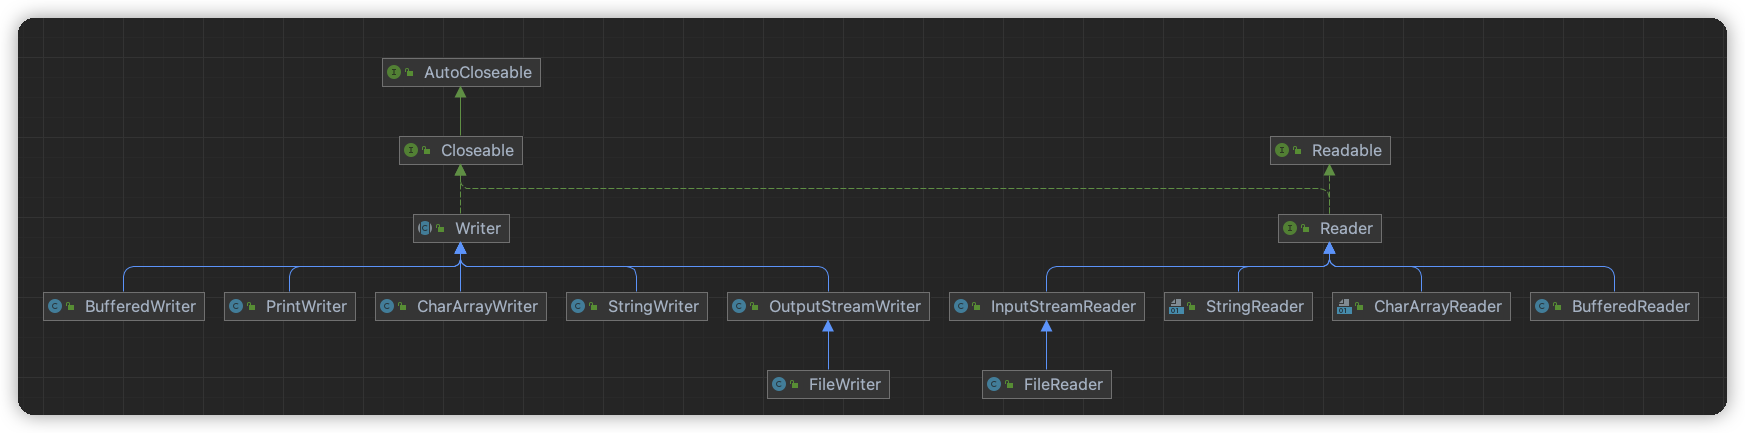 AutoCloseable
Closeable
Readable
Writer
Reader
BufferedWriter
PrintWriter
CharArrayWriter
StringWriter
OutputStreamWriter
InputStreamReader
StringReader
CharArrayReader
BufferedReader
FileWriter
FileReader